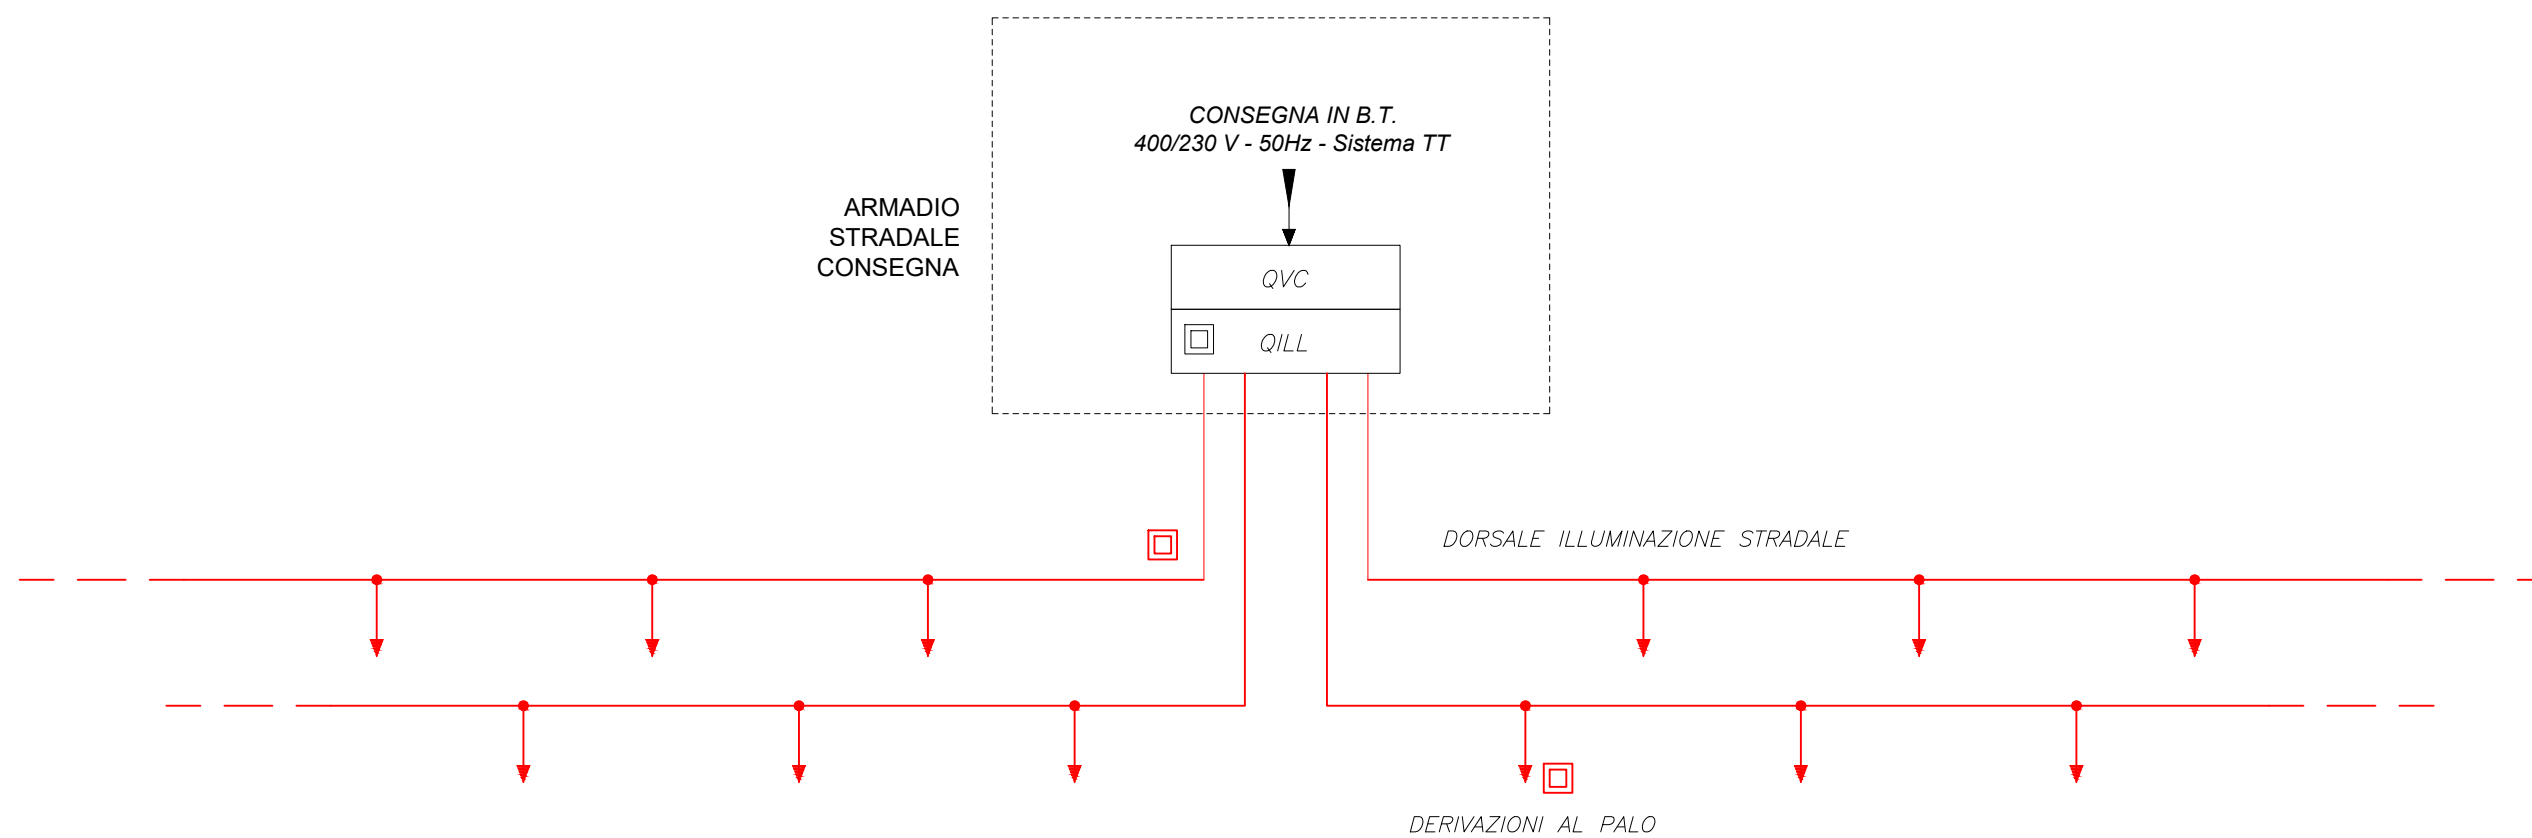 CONSEGNA IN B.T.
400/230 V - 50Hz - Sistema TT
ARMADIO
STRADALE
CONSEGNA
QVC
QILL
DORSALE ILLUMINAZIONE STRADALE
DERIVAZIONI AL PALO